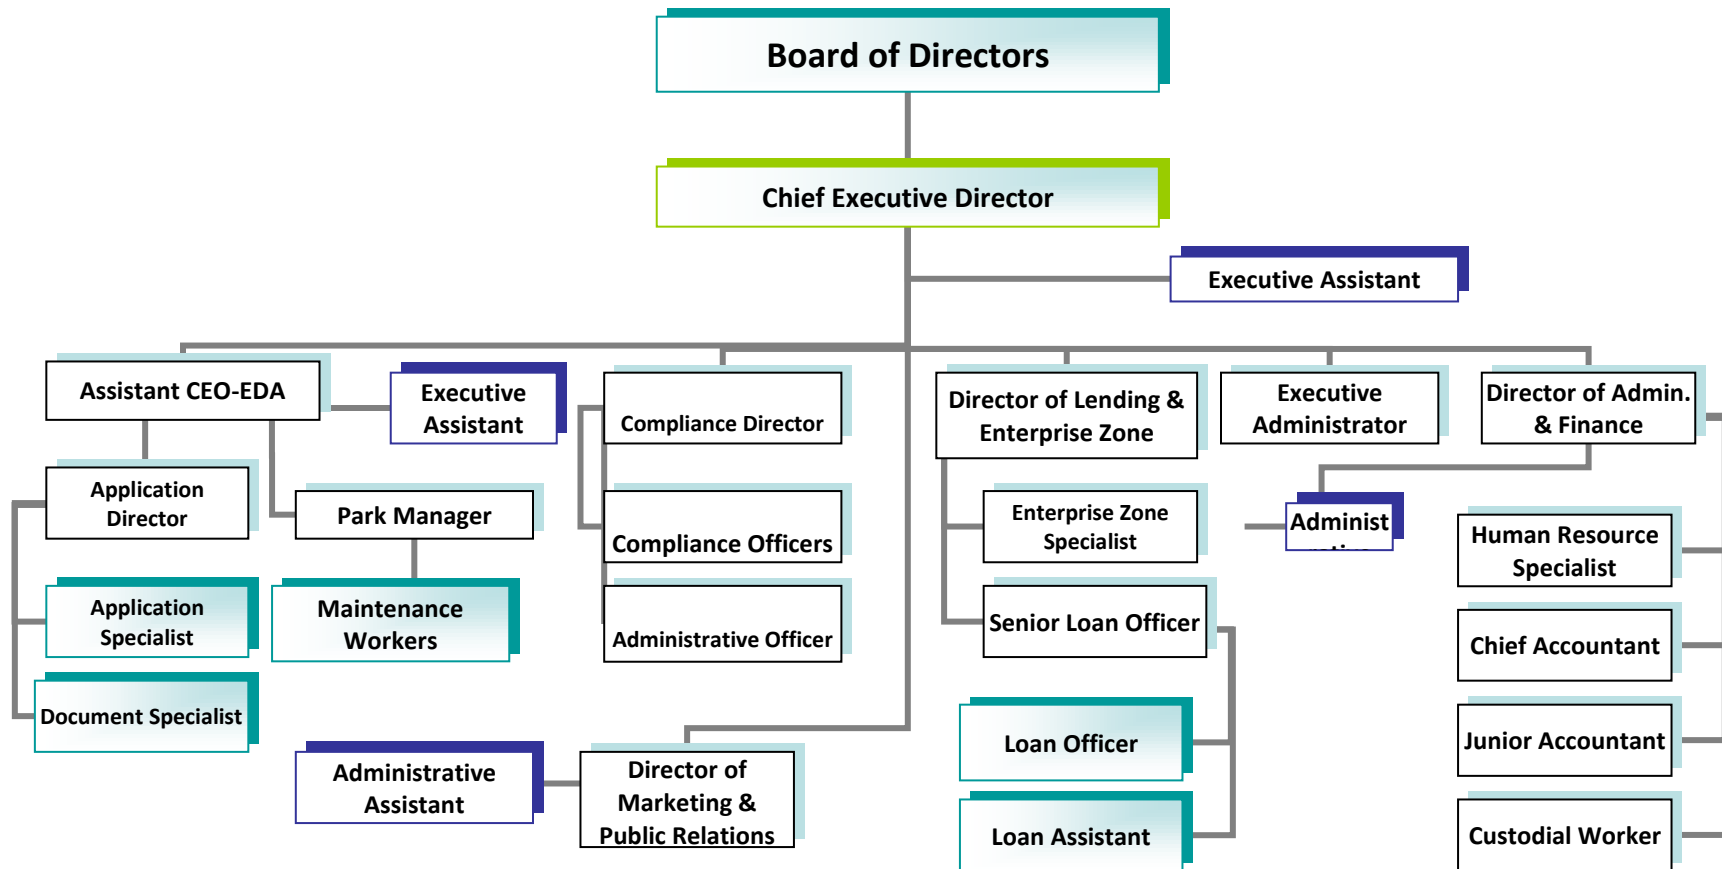 Board of Directors
Chief Executive Director
Executive Assistant
Assistant CEO-EDA
Executive
Assistant
Compliance Director
Director of Lending &
Enterprise Zone
Executive
Administrator
Director of Admin.
& Finance
Application
Director
Park Manager
Compliance Officers
Enterprise Zone
Specialist
Administ
Human Resource
Specialist
Application
Specialist
Maintenance
Workers
Administrative Officer
Senior Loan Officer
Chief Accountant
Document Specialist
Administrative
Assistant
Director of
Marketing &
Public Relations
Loan Officer
Junior Accountant
Loan Assistant
Custodial Worker